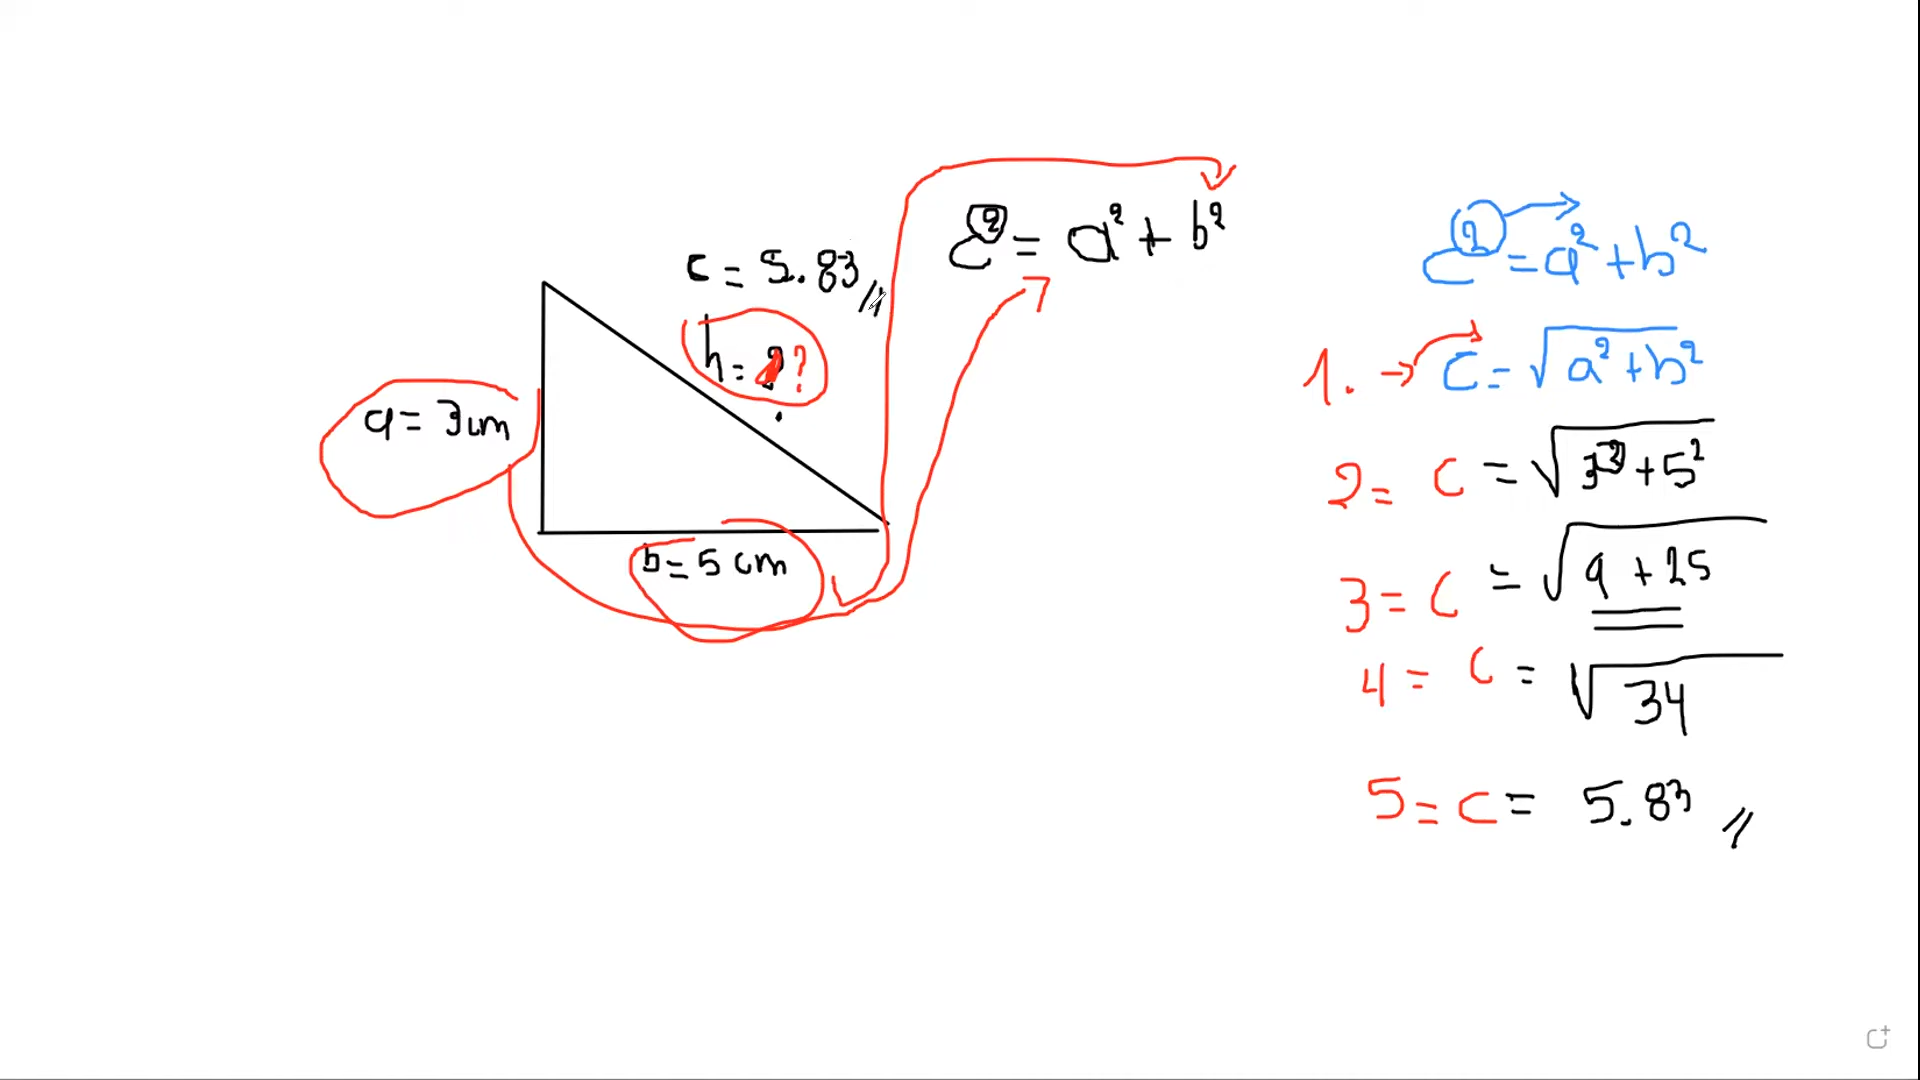 c = 5.83 //
h = ?
a = 3cm
b = 5 cm
c² = a² + b²
c² = a² + b²
1. → c = √a² + b²
2 = c = √3² + 5²
3 = c = √9 + 25
4 = c = √34
5 = c = 5.83 //